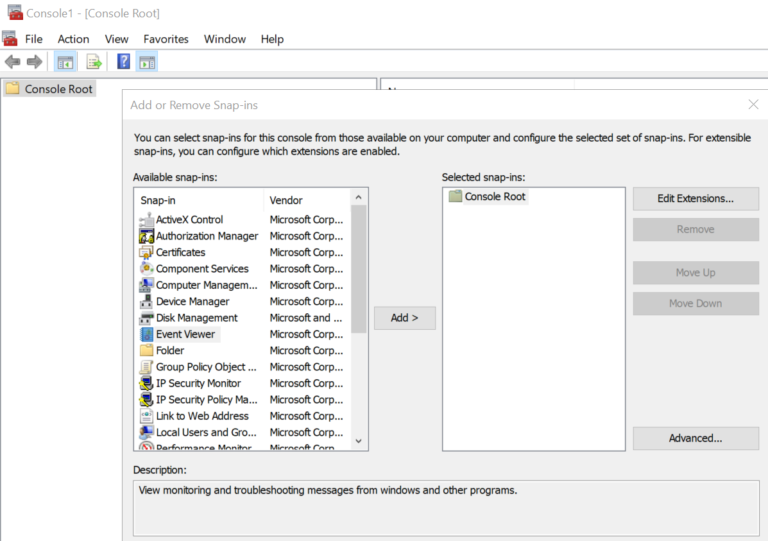 Console1 - [Console Root]
File Action View Favorites Window Help
Console Root
Add or Remove Snap-ins
You can select snap-ins for this console from those available on your computer and configure the selected set of snap-ins. For extensible
snap-ins, you can configure which extensions are enabled.
Available snap-ins:
Selected snap-ins:
Snap-in Vendor
ActiveX Control Microsoft Corp...
Authorization Manager Microsoft Corp...
Certificates Microsoft Corp...
Component Services Microsoft Corp...
Computer Managem... Microsoft Corp...
Device Manager Microsoft Corp...
Disk Management Microsoft and ...
Event Viewer Microsoft Corp...
Folder Microsoft Corp...
Group Policy Object ... Microsoft Corp...
IP Security Monitor Microsoft Corp...
IP Security Policy Ma... Microsoft Corp...
Link to Web Address Microsoft Corp...
Local Users and Gro... Microsoft Corp...
Performance Monitor Microsoft Corp...
Add >
Console Root
Edit Extensions...
Remove
Move Up
Move Down
Advanced...
Description:
View monitoring and troubleshooting messages from windows and other programs.